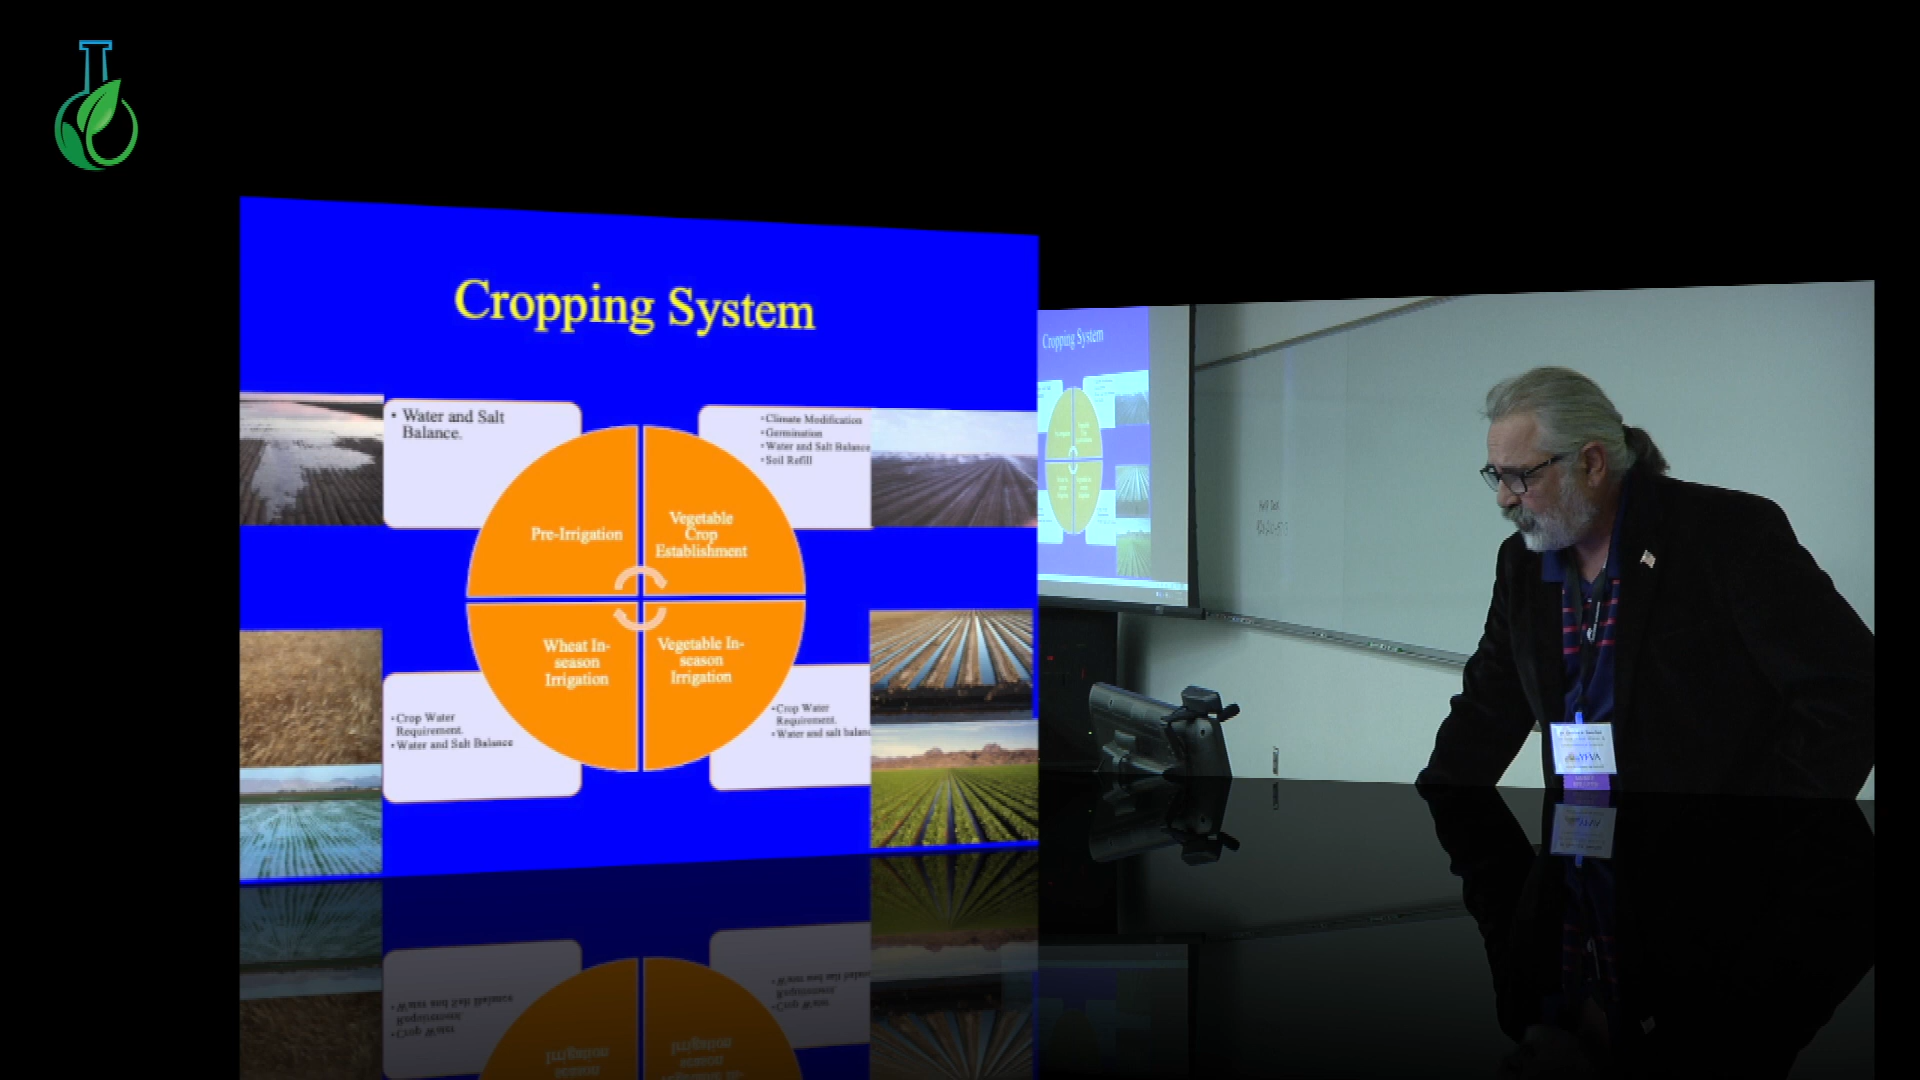 Cropping System
• Water and Salt
Balance.
• Climate Modification
• Germination
• Water and Salt Balance
• Soil Refill
Pre-Irrigation
Vegetable
Crop
Establishment
Wheat In-
season
Irrigation
Vegetable In-
season
Irrigation
• Crop Water
Requirement.
• Water and Salt Balance
• Crop Water
Requirement.
• Water and salt balanc
Cropping System
YFVA